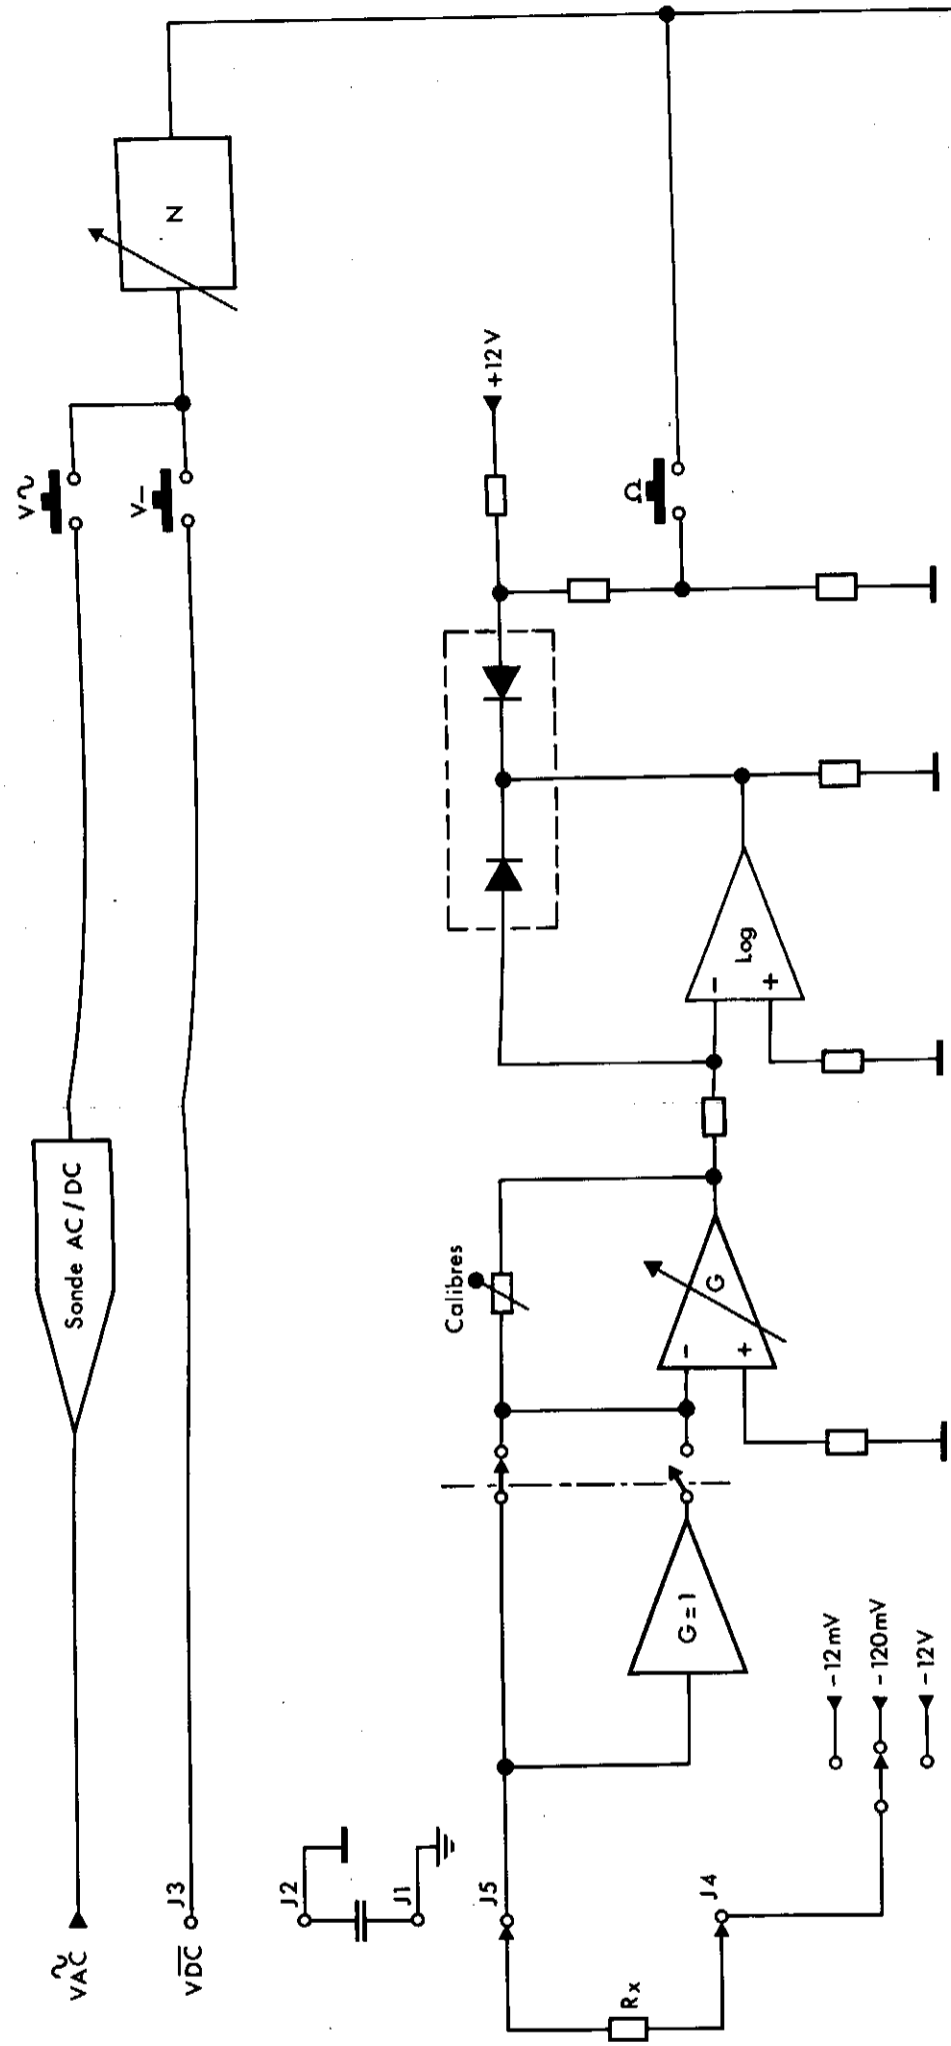 VAC
Sonde AC / DC
V~
N
VDC
J3
V–
J2
J1
J5
Rx
J4
G=1
Calibres
- +
G
- +
Log
+12V
Ω
-12mV
-120mV
-12V